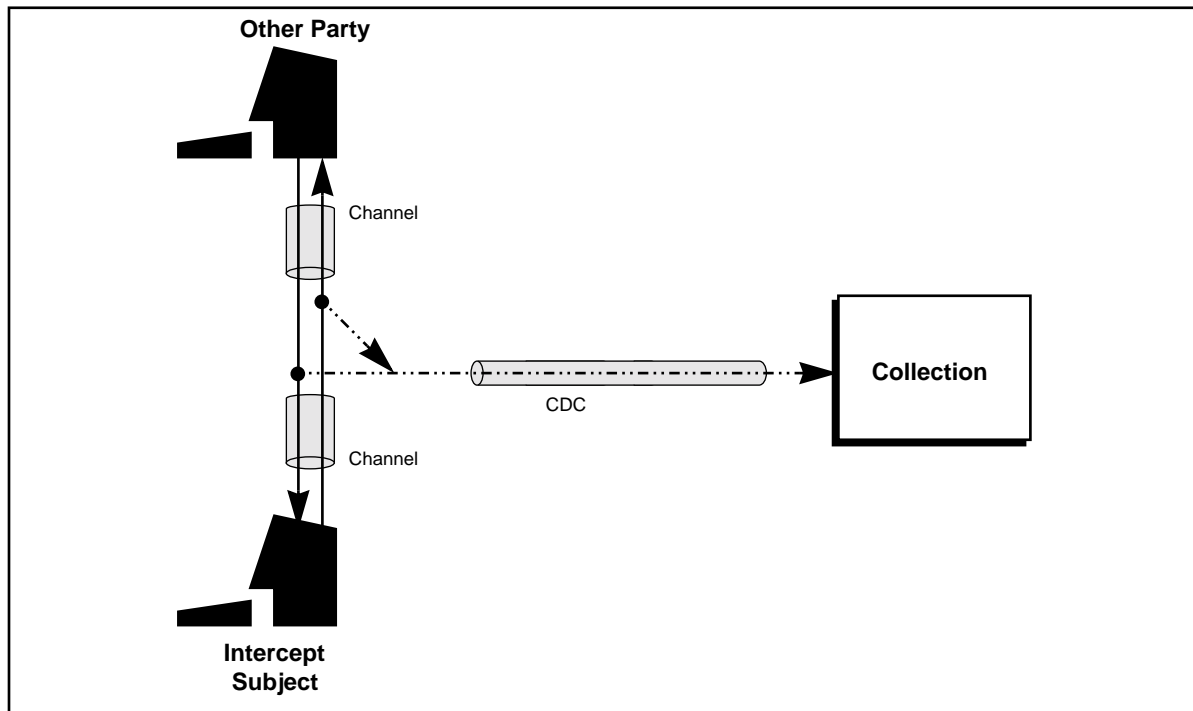 Other Party
Channel
Collection
CDC
Channel
Intercept
Subject